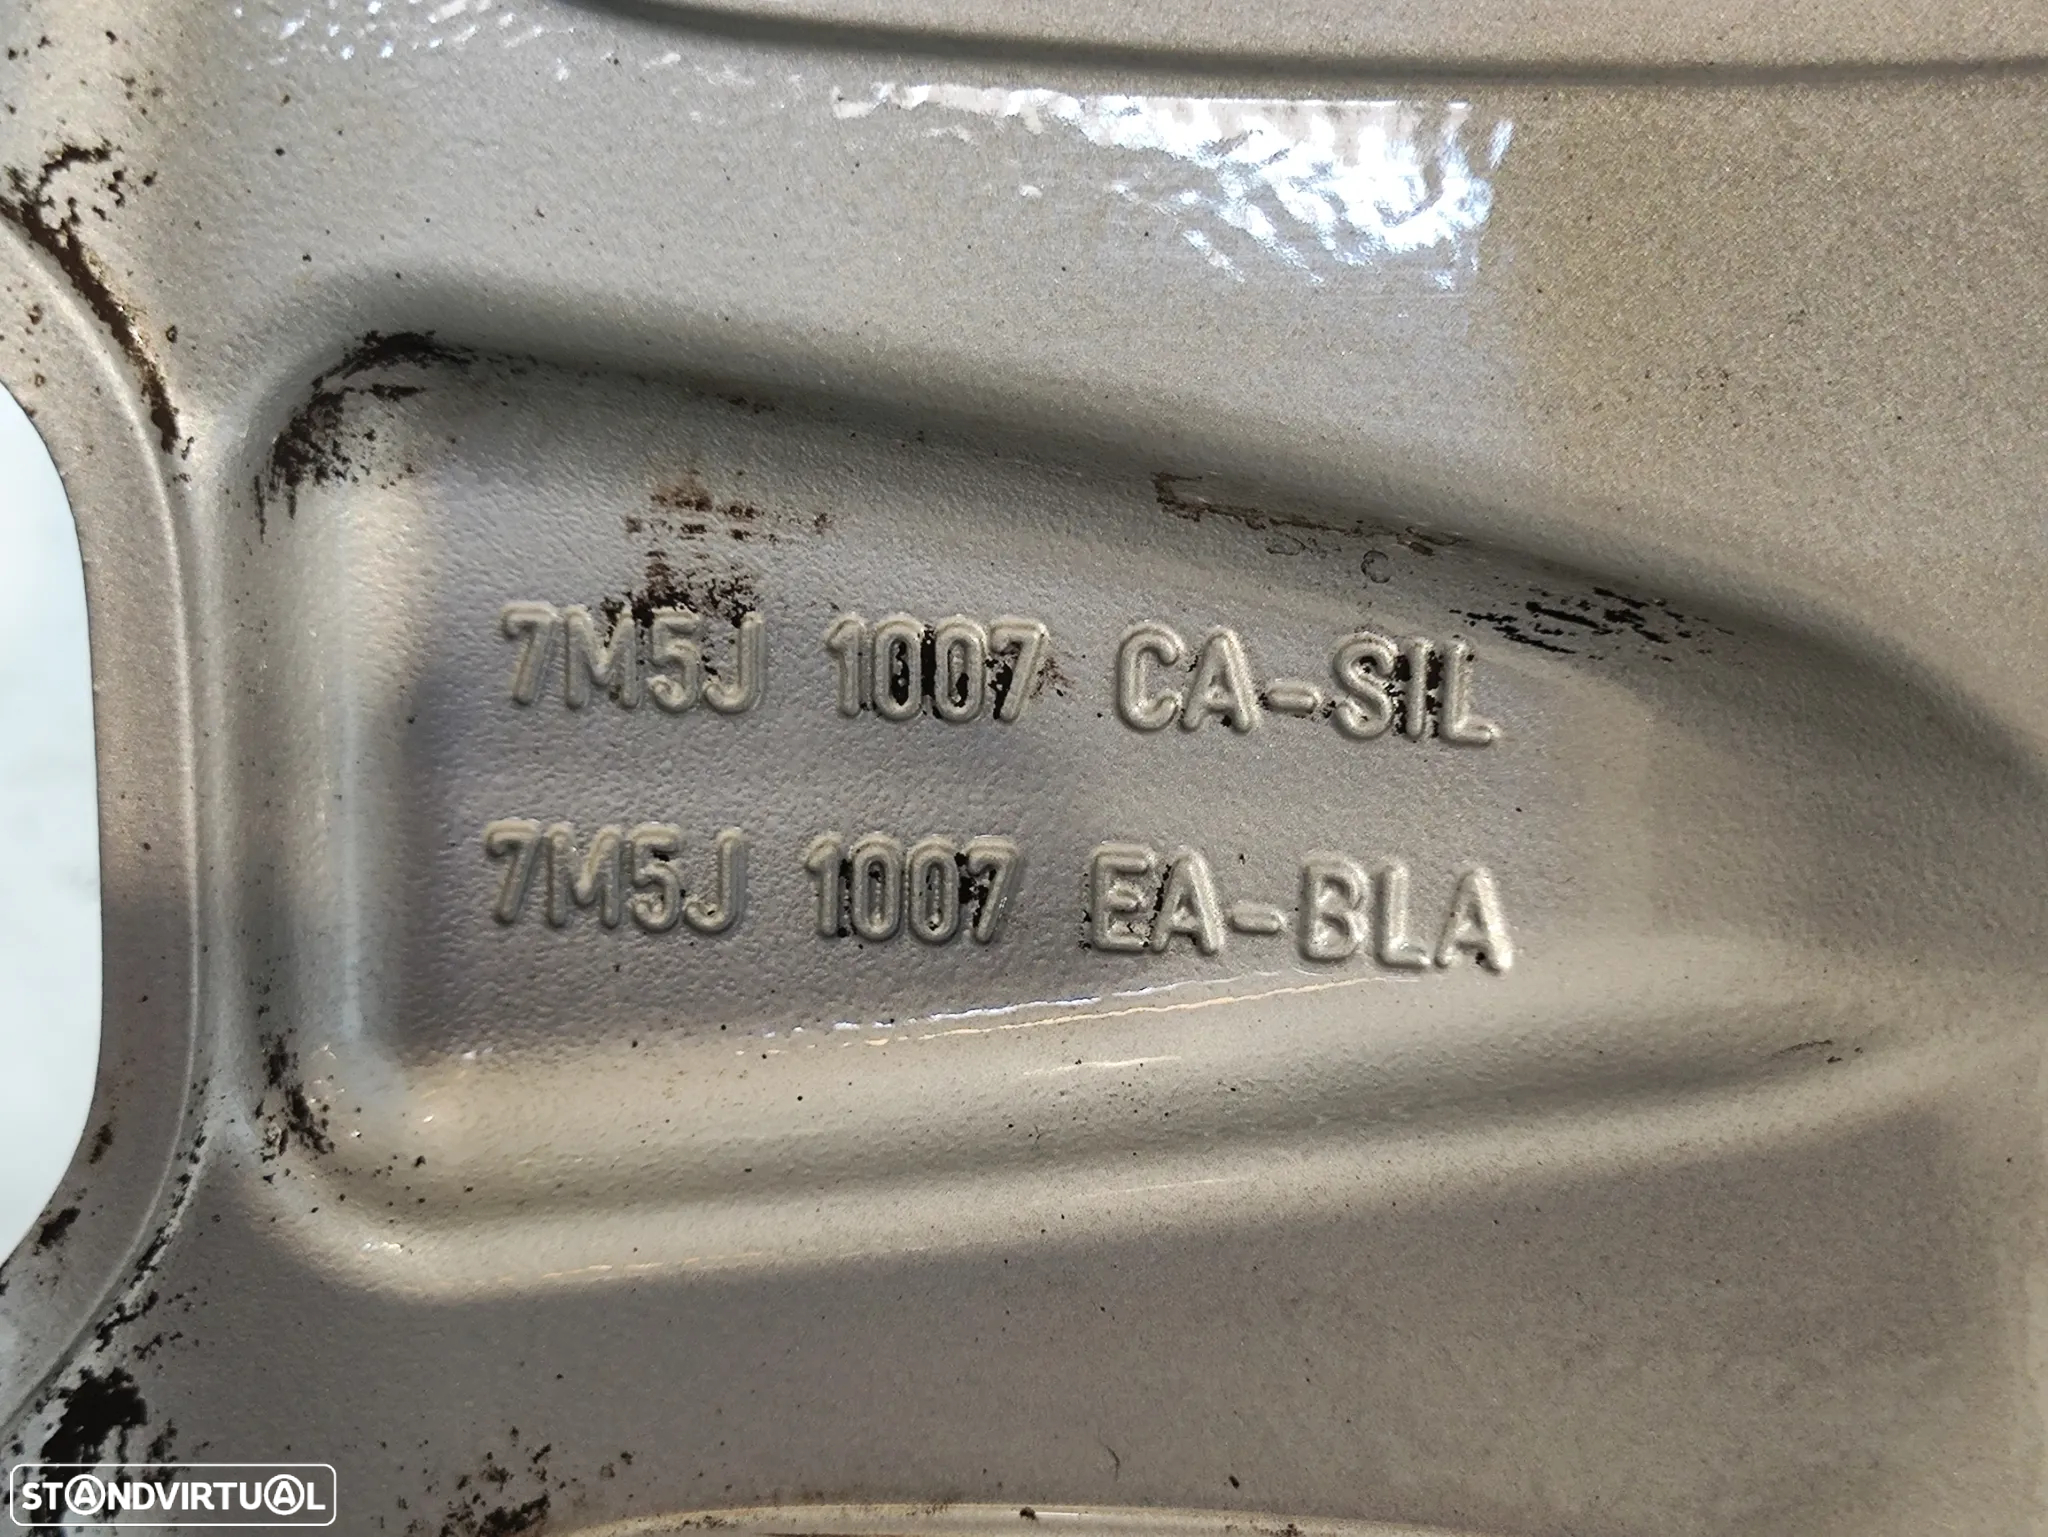 7M5J 1007 CA-SIL
7M5J 1007 EA-BLA
STANDVIRTUAL